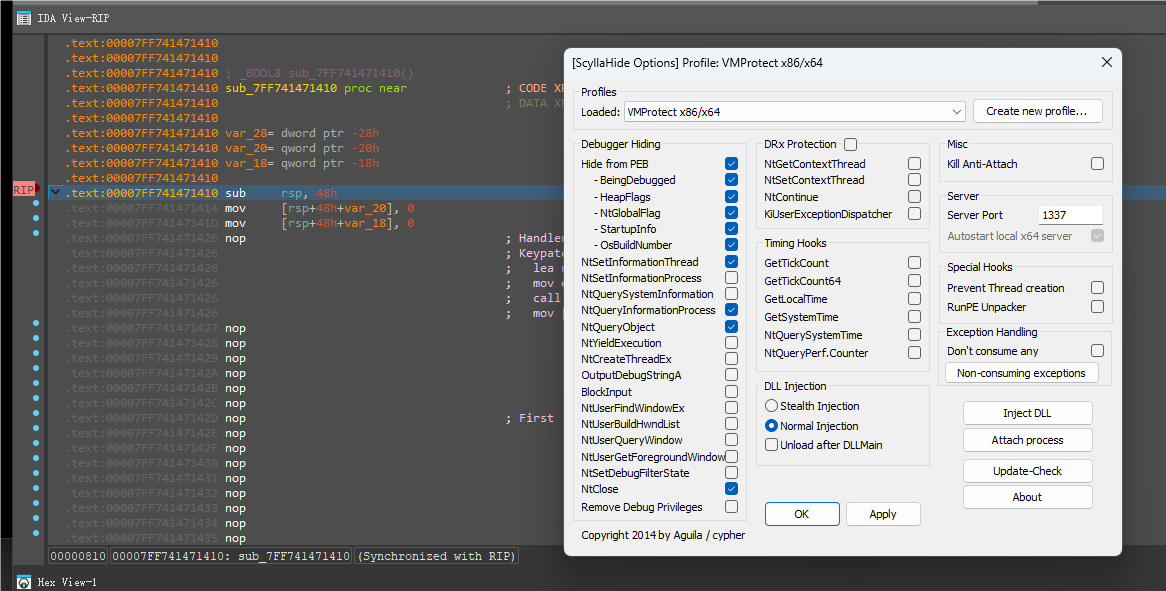 IDA View-RIP
.text:00007FF741471410
.text:00007FF741471410
.text:00007FF741471410 ; _BOOL8 sub_7FF741471410()
.text:00007FF741471410 sub_7FF741471410 proc near ; CODE
.text:00007FF741471410 ; DATA
.text:00007FF741471410
.text:00007FF741471410 var_28= dword ptr -28h
.text:00007FF741471410 var_20= qword ptr -20h
.text:00007FF741471410 var_18= qword ptr -18h
.text:00007FF741471410
RIP .text:00007FF741471410 sub rsp, 48h
.text:00007FF741471414 mov [rsp+48h+var_20], 0
.text:00007FF74147141D mov [rsp+48h+var_18], 0
.text:00007FF741471426 nop ; Handler
.text:00007FF741471426 ; Keypatc
.text:00007FF741471426 ; lea
.text:00007FF741471426 ; mov
.text:00007FF741471426 ; call
.text:00007FF741471426 ; mov
.text:00007FF741471427 nop
.text:00007FF741471428 nop
.text:00007FF741471429 nop
.text:00007FF74147142A nop
.text:00007FF74147142B nop
.text:00007FF74147142C nop
.text:00007FF74147142D nop ; First
.text:00007FF74147142E nop
.text:00007FF74147142F nop
.text:00007FF741471430 nop
.text:00007FF741471431 nop
.text:00007FF741471432 nop
.text:00007FF741471433 nop
.text:00007FF741471434 nop
.text:00007FF741471435 nop
00000810 00007FF741471410: sub_7FF741471410 (Synchronized with RIP)
Hex View-1
[ScyllaHide Options] Profile: VMProtect x86/x64
Profiles
Loaded: VMProtect x86/x64 Create new profile...
Debugger Hiding
Hide from PEB
- BeingDebugged
- HeapFlags
- NtGlobalFlag
- StartupInfo
- OsBuildNumber
NtSetInformationThread
NtSetInformationProcess
NtQuerySystemInformation
NtQueryInformationProcess
NtQueryObject
NtYieldExecution
NtCreateThreadEx
OutputDebugStringA
BlockInput
NtUserFindWindowEx
NtUserBuildHwndList
NtUserQueryWindow
NtUserGetForegroundWindow
NtSetDebugFilterState
NtClose
Remove Debug Privileges
Copyright 2014 by Aguila / cypher
DRx Protection
NtGetContextThread
NtSetContextThread
NtContinue
KiUserExceptionDispatcher
Timing Hooks
GetTickCount
GetTickCount64
GetLocalTime
GetSystemTime
NtQuerySystemTime
NtQueryPerf.Counter
DLL Injection
Stealth Injection
Normal Injection
Unload after DLLMain
OK
Apply
Misc
Kill Anti-Attach
Server
Server Port 1337
Autostart local x64 server
Special Hooks
Prevent Thread creation
RunPE Unpacker
Exception Handling
Don't consume any
Non-consuming exceptions
Inject DLL
Attach process
Update-Check
About